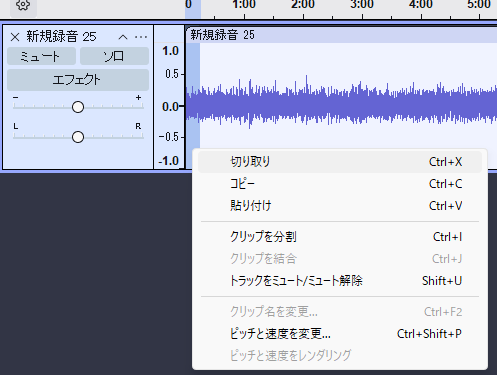 0 1:00 2:00 3:00 4:00 5:00
新規録音 25 ...
ミュート ソロ
エフェクト
- +
L R
1.0
0.5
0.0
-0.5
-1.0
新規録音 25
切り取り Ctrl+X
コピー Ctrl+C
貼り付け Ctrl+V
クリップを分割 Ctrl+I
クリップを結合 Ctrl+J
トラックをミュート/ミュート解除 Shift+U
クリップ名を変更... Ctrl+F2
ピッチと速度を変更... Ctrl+Shift+P
ピッチと速度をレンダリング